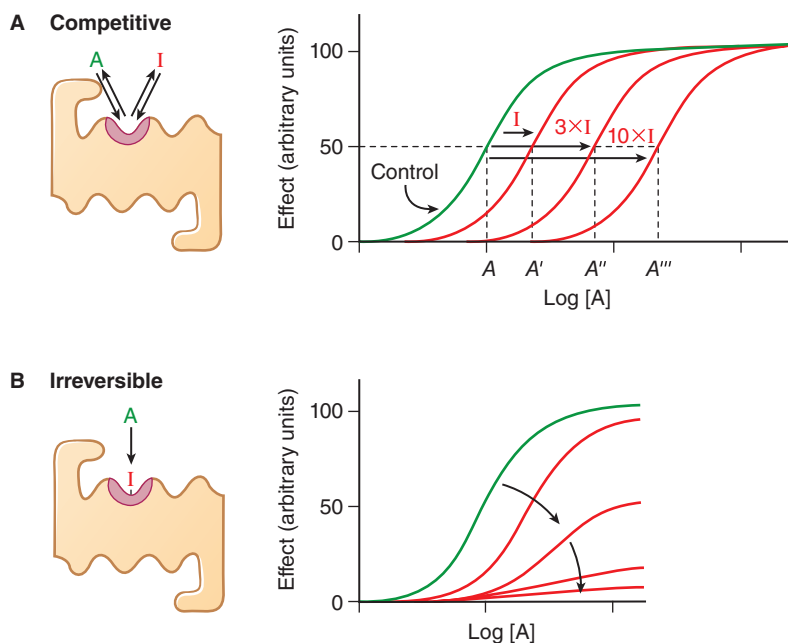 A Competitive
A I
Effect (arbitrary units)
100
50
0
Control
I
3×I
10×I
A A′ A″ A‴
Log [A]
B Irreversible
A
I
Effect (arbitrary units)
100
50
0
Log [A]